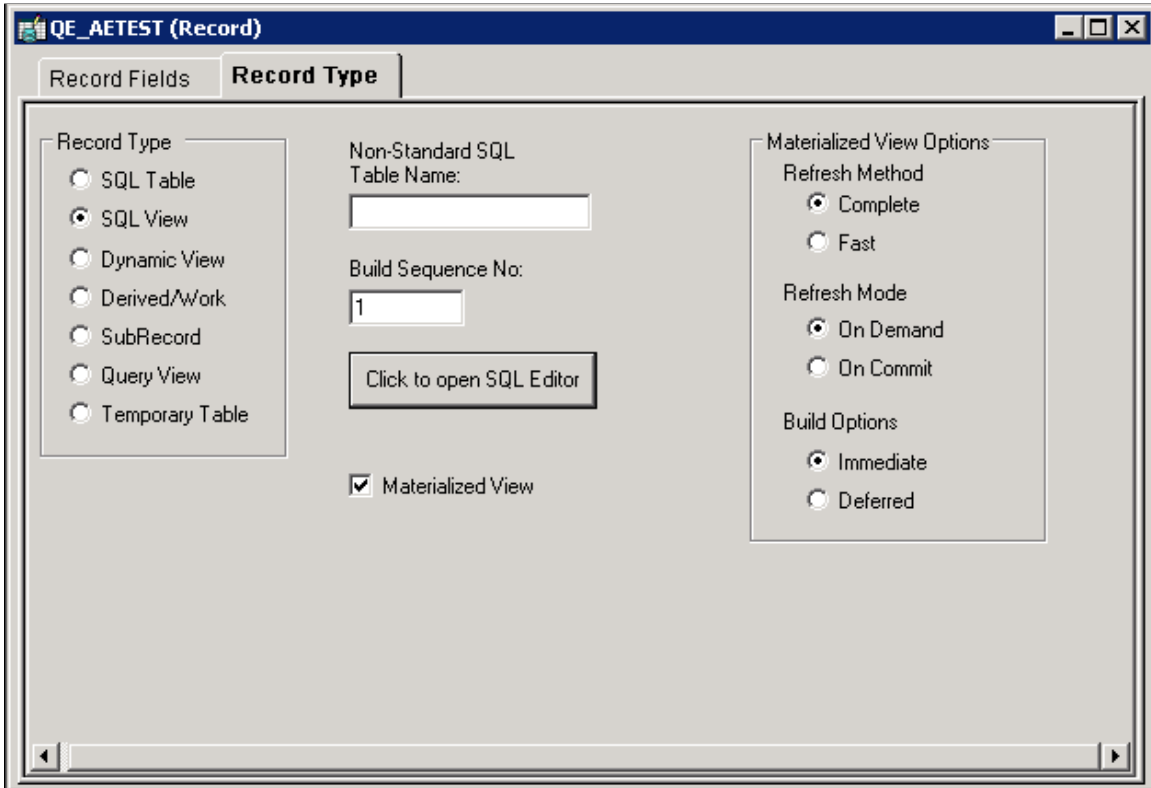 QE_AETEST (Record)
Record Fields
Record Type
Record Type
SQL Table
SQL View
Dynamic View
Derived/Work
SubRecord
Query View
Temporary Table
Non-Standard SQL
Table Name:
Build Sequence No:
1
Click to open SQL Editor
Materialized View
Materialized View Options
Refresh Method
Complete
Fast
Refresh Mode
On Demand
On Commit
Build Options
Immediate
Deferred